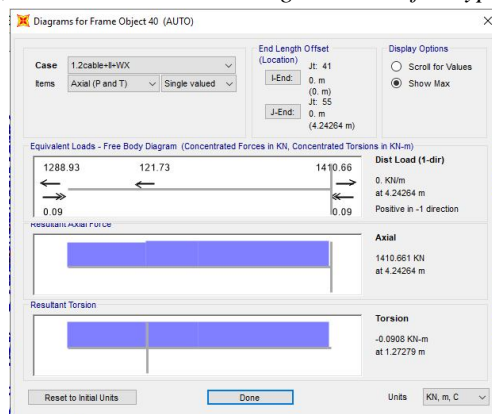 Diagrams for Frame Object 40 (AUTO)
Case 1.2cable+ll+WX
Items Axial (P and T) Single valued
End Length Offset
(Location)
Jt: 41
I-End: 0. m
(0. m)
Jt: 55
J-End: 0. m
(4.24264 m)
Display Options
Scroll for Values
Show Max
Equivalent Loads - Free Body Diagram (Concentrated Forces in KN, Concentrated Torsions in KN-m)
1288.93 121.73 1410.66
0.09 0.09
Dist Load (1-dir)
0. KN/m
at 4.24264 m
Positive in -1 direction
Resultant Axial Force
Axial
1410.661 KN
at 4.24264 m
Resultant Torsion
Torsion
-0.0908 KN-m
at 1.27279 m
Reset to Initial Units Done Units KN, m, C